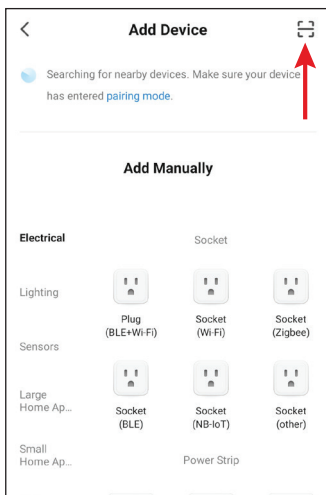 Add Device
Searching for nearby devices. Make sure your device
has entered pairing mode.
Add Manually
Electrical
Socket
Lighting
Plug
(BLE+Wi-Fi)
Socket
(Wi-Fi)
Socket
(Zigbee)
Sensors
Large
Home Ap...
Socket
(BLE)
Socket
(NB-IoT)
Socket
(other)
Small
Home Ap...
Power Strip